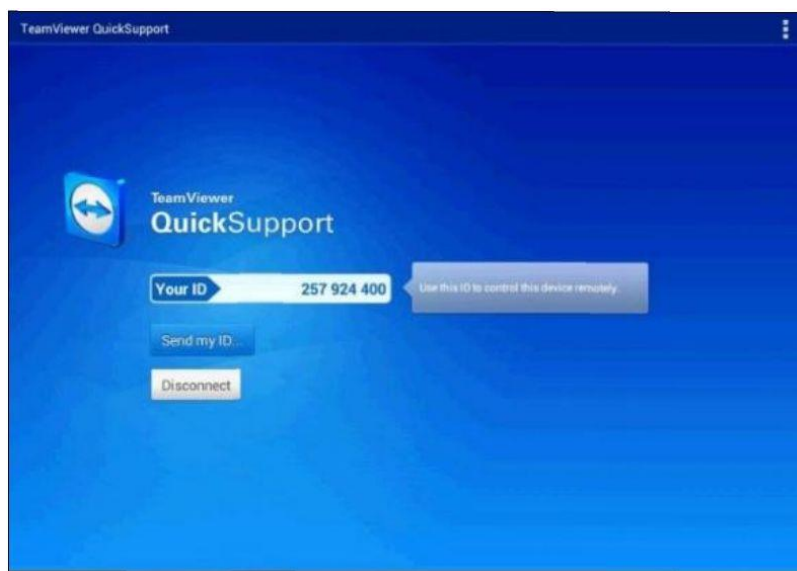 TeamViewer QuickSupport
TeamViewer
QuickSupport
Your ID 257 924 400
Use this ID to control this device remotely.
Send my ID...
Disconnect